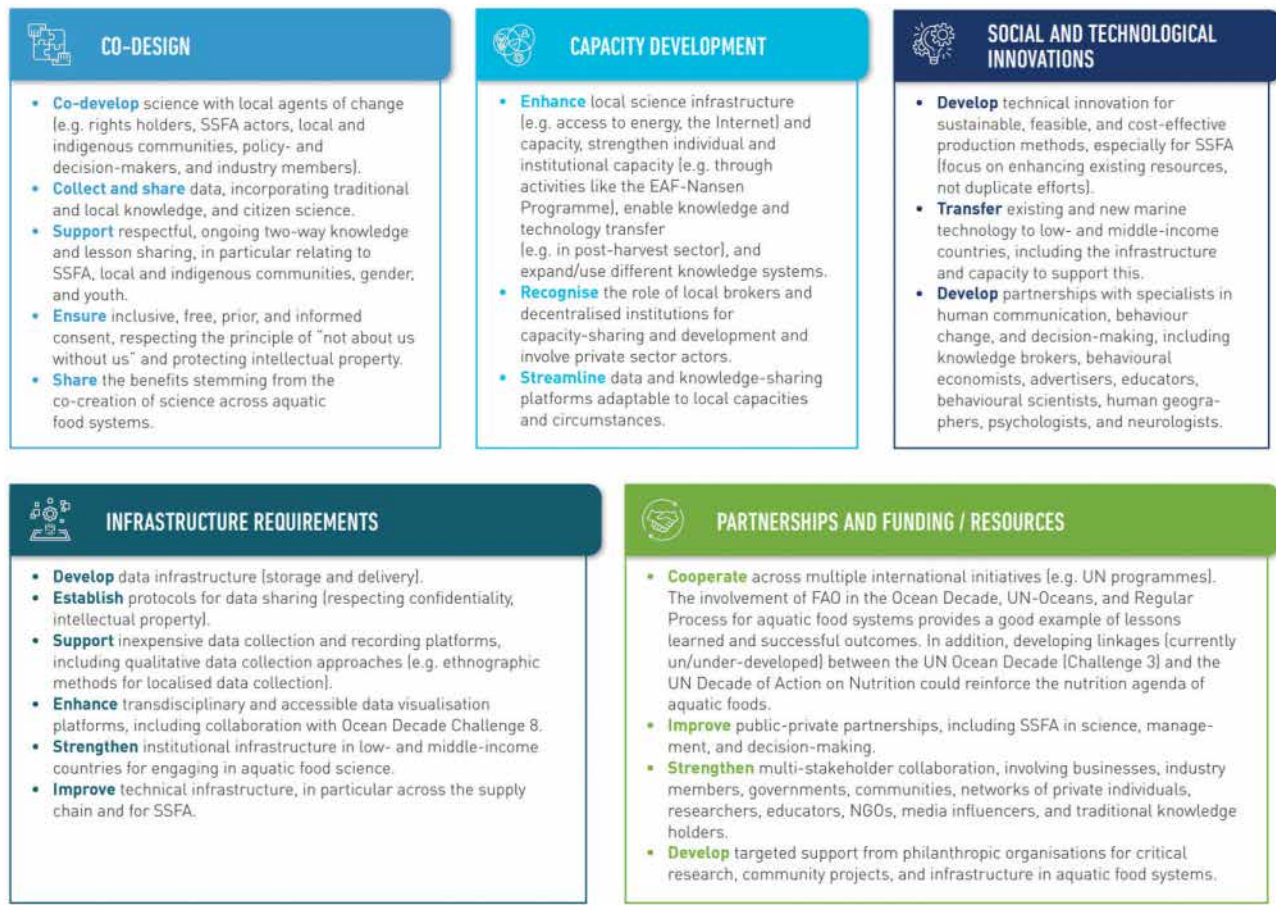 CO-DESIGN
• Co-develop science with local agents of change
(e.g. rights holders, SSFA actors, local and
indigenous communities, policy- and
decision-makers, and industry members).
• Collect and share data, incorporating traditional
and local knowledge, and citizen science.
• Support respectful, ongoing two-way knowledge
and lesson sharing, in particular relating to
SSFA, local and indigenous communities, gender,
and youth.
• Ensure inclusive, free, prior, and informed
consent, respecting the principle of "not about us
without us" and protecting intellectual property.
• Share the benefits stemming from the
co-creation of science across aquatic
food systems.
CAPACITY DEVELOPMENT
• Enhance local science infrastructure
(e.g. access to energy, the Internet) and
capacity, strengthen individual and
institutional capacity (e.g. through
activities like the EAF-Nansen
Programme), enable knowledge and
technology transfer
(e.g. in post-harvest sector), and
expand/use different knowledge systems.
• Recognise the role of local brokers and
decentralised institutions for
capacity-sharing and development and
involve private sector actors.
• Streamline data and knowledge-sharing
platforms adaptable to local capacities
and circumstances.
SOCIAL AND TECHNOLOGICAL
INNOVATIONS
• Develop technical innovation for
sustainable, feasible, and cost-effective
production methods, especially for SSFA
(focus on enhancing existing resources,
not duplicate efforts).
• Transfer existing and new marine
technology to low- and middle-income
countries, including the infrastructure
and capacity to support this.
• Develop partnerships with specialists in
human communication, behaviour
change, and decision-making, including
knowledge brokers, behavioural
economists, advertisers, educators,
behavioural scientists, human geogra-
phers, psychologists, and neurologists.
INFRASTRUCTURE REQUIREMENTS
• Develop data infrastructure (storage and delivery).
• Establish protocols for data sharing (respecting confidentiality,
intellectual property).
• Support inexpensive data collection and recording platforms,
including qualitative data collection approaches (e.g. ethnographic
methods for localised data collection).
• Enhance transdisciplinary and accessible data visualisation
platforms, including collaboration with Ocean Decade Challenge 8.
• Strengthen institutional infrastructure in low- and middle-income
countries for engaging in aquatic food science.
• Improve technical infrastructure, in particular across the supply
chain and for SSFA.
PARTNERSHIPS AND FUNDING / RESOURCES
• Cooperate across multiple international initiatives (e.g. UN programmes).
The involvement of FAO in the Ocean Decade, UN-Oceans, and Regular
Process for aquatic food systems provides a good example of lessons
learned and successful outcomes. In addition, developing linkages (currently
un/under-developed) between the UN Ocean Decade (Challenge 3) and the
UN Decade of Action on Nutrition could reinforce the nutrition agenda of
aquatic foods.
• Improve public-private partnerships, including SSFA in science, manage-
ment, and decision-making.
• Strengthen multi-stakeholder collaboration, involving businesses, industry
members, governments, communities, networks of private individuals,
researchers, educators, NGOs, media influencers, and traditional knowledge
holders.
• Develop targeted support from philanthropic organisations for critical
research, community projects, and infrastructure in aquatic food systems.